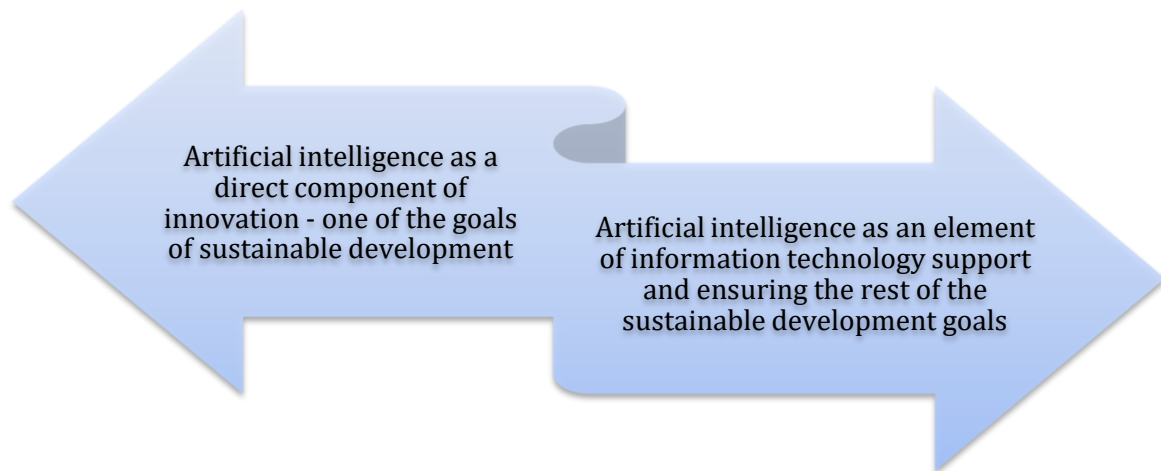 Artificial intelligence as a
direct component of
innovation - one of the goals
of sustainable development
Artificial intelligence as an element
of information technology support
and ensuring the rest of the
sustainable development goals